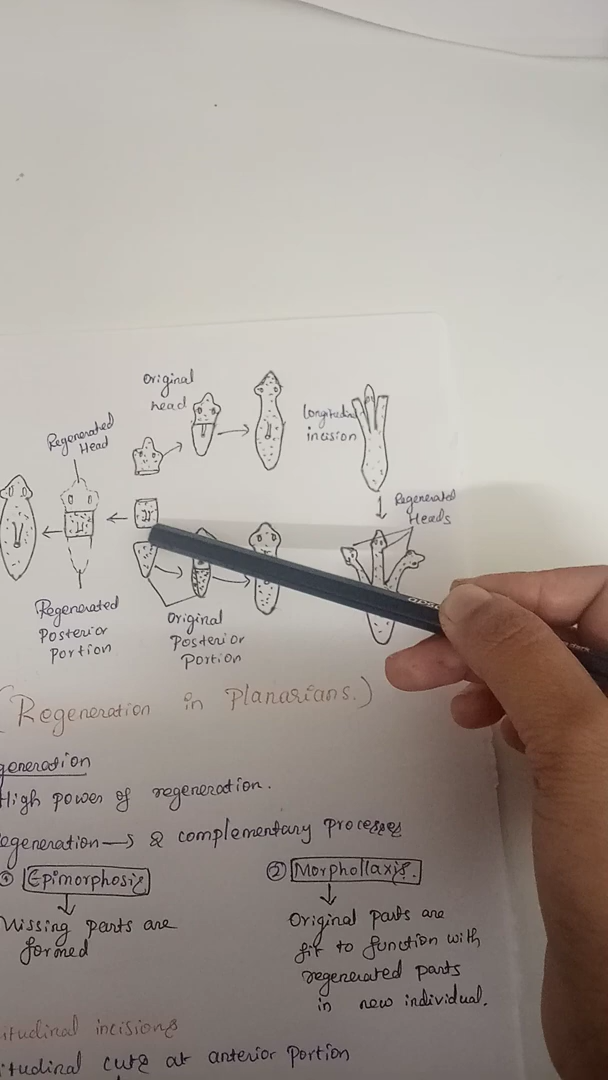 Original
head
Longitudinal
incision
Regenerated
Head
Regenerated
Heads
Regenerated
Posterior
Portion
Original
Posterior
Portion
(Regeneration in Planarians.)
generation
High power of regeneration.
egeneration → 2 complementary processes
① Epimorphosis
② Morphollaxis.
Missing parts are
formed
Original parts are
fit to function with
regenerated parts
in new individual.
itudinal incisions
itudinal cuts at anterior portion